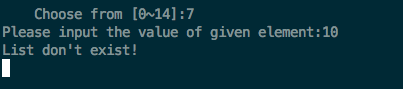 Choose from [0~14]:7
Please input the value of given element:10
List don't exist!